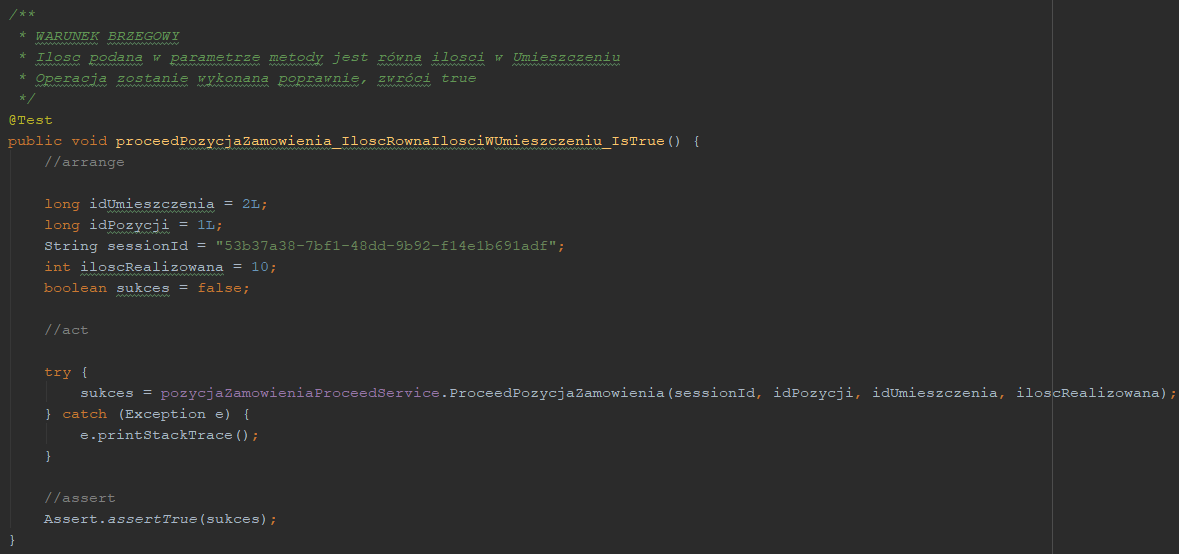 /**
 * WARUNEK BRZEGOWY
 * Ilosc podana w parametrze metody jest równa ilosci w Umieszczeniu
 * Operacja zostanie wykonana poprawnie, zwróci true
 */
@Test
public void proceedPozycjaZamowienia_IloscRownaIlosciWUmieszczeniu_IsTrue() {
    //arrange

    long idUmieszczenia = 2L;
    long idPozycji = 1L;
    String sessionId = "53b37a38-7bf1-48dd-9b92-f14e1b691adf";
    int iloscRealizowana = 10;
    boolean sukces = false;

    //act

    try {
        sukces = pozycjaZamowieniaProceedService.ProceedPozycjaZamowienia(sessionId, idPozycji, idUmieszczenia, iloscRealizowana);
    } catch (Exception e) {
        e.printStackTrace();
    }

    //assert
    Assert.assertTrue(sukces);
}